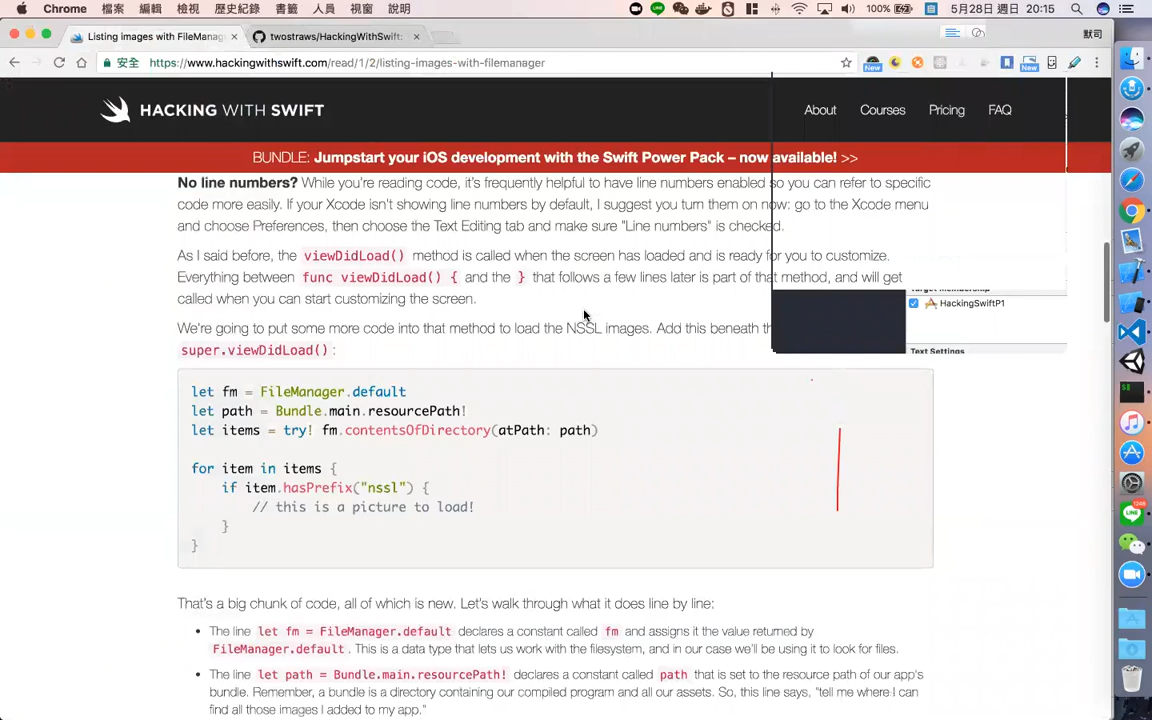 Chrome 檔案 編輯 檢視 歷史紀錄 書籤 人員 視窗 說明 100% 5月28日 週日 20:15
Listing images with FileManag × twostraws/HackingWithSwift: × 默司
安全 https://www.hackingwithswift.com/read/1/2/listing-images-with-filemanager New New
HACKING WITH SWIFT About Courses Pricing FAQ
BUNDLE: Jumpstart your iOS development with the Swift Power Pack – now available! >>
No line numbers? While you're reading code, it's frequently helpful to have line numbers enabled so you can refer to specific
code more easily. If your Xcode isn't showing line numbers by default, I suggest you turn them on now: go to the Xcode menu
and choose Preferences, then choose the Text Editing tab and make sure "Line numbers" is checked.
As I said before, the viewDidLoad() method is called when the screen has loaded and is ready for you to customize.
Everything between func viewDidLoad() { and the } that follows a few lines later is part of that method, and will get
called when you can start customizing the screen.
Target Membership
HackingSwiftP1
Text Settings
We're going to put some more code into that method to load the NSSL images. Add this beneath th
super.viewDidLoad():
let fm = FileManager.default
let path = Bundle.main.resourcePath!
let items = try! fm.contentsOfDirectory(atPath: path)
for item in items {
if item.hasPrefix("nssl") {
// this is a picture to load!
}
}
That's a big chunk of code, all of which is new. Let's walk through what it does line by line:
• The line let fm = FileManager.default declares a constant called fm and assigns it the value returned by
FileManager.default. This is a data type that lets us work with the filesystem, and in our case we'll be using it to look for files.
• The line let path = Bundle.main.resourcePath! declares a constant called path that is set to the resource path of our app's
bundle. Remember, a bundle is a directory containing our compiled program and all our assets. So, this line says, "tell me where I can
find all those images I added to my app."
LINE